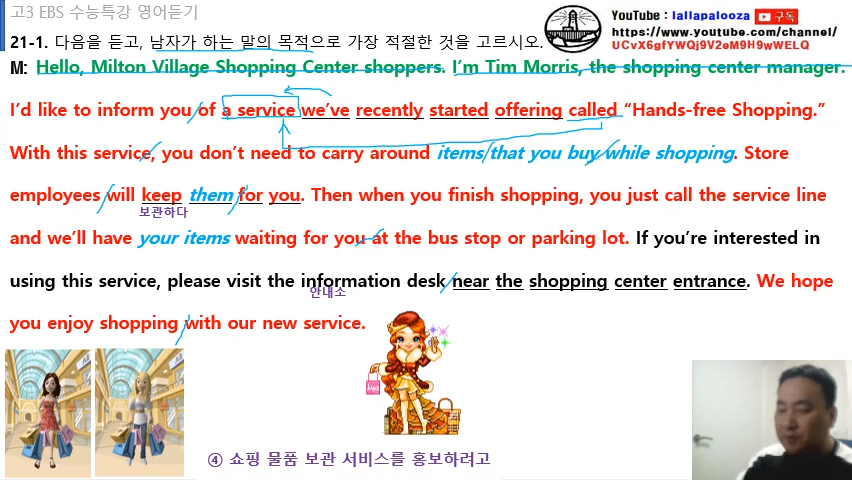 고3 EBS 수능특강 영어듣기
YouTube : lallapalooza 구독
https://www.youtube.com/channel/
UCvX6gfYWQj9V2eM9H9wWELQ
21-1. 다음을 듣고, 남자가 하는 말의 목적으로 가장 적절한 것을 고르시오.
M: Hello, Milton Village Shopping Center shoppers. I’m Tim Morris, the shopping center manager.
I’d like to inform you of a service we’ve recently started offering called “Hands-free Shopping.”
With this service, you don’t need to carry around items that you buy while shopping. Store
employees will keep them for you. Then when you finish shopping, you just call the service line
보관하다
and we’ll have your items waiting for you at the bus stop or parking lot. If you’re interested in
using this service, please visit the information desk near the shopping center entrance. We hope
안내소
you enjoy shopping with our new service.
④ 쇼핑 물품 보관 서비스를 홍보하려고